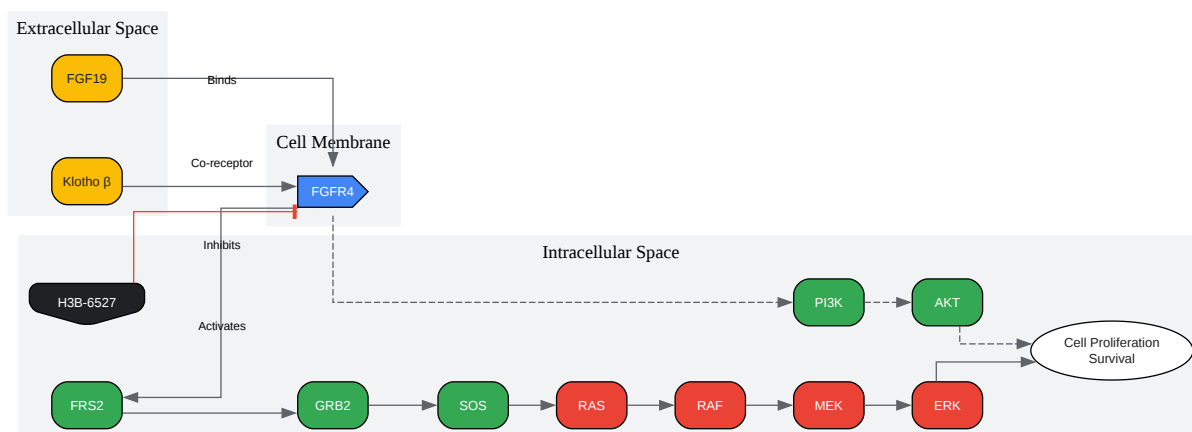 Extracellular Space
FGF19
Binds
Cell Membrane
Co-receptor
Klotho β
FGFR4
Inhibits
Intracellular Space
H3B-6527
PI3K
AKT
Activates
Cell Proliferation
Survival
FRS2
GRB2
SOS
RAS
RAF
MEK
ERK